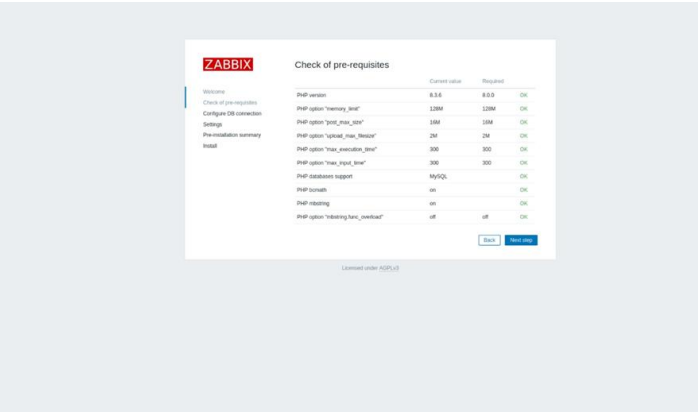 ZABBIX
Welcome
Check of pre-requisites
Configure DB connection
Settings
Pre-installation summary
Install
Check of pre-requisites
Current value Required
PHP version 8.3.6 8.0.0 OK
PHP option "memory_limit" 128M 128M OK
PHP option "post_max_size" 16M 16M OK
PHP option "upload_max_filesize" 2M 2M OK
PHP option "max_execution_time" 300 300 OK
PHP option "max_input_time" 300 300 OK
PHP databases support MySQL OK
PHP bcmath on OK
PHP mbstring on OK
PHP option "mbstring.func_overload" off off OK
Back Next step
Licensed under AGPLv3